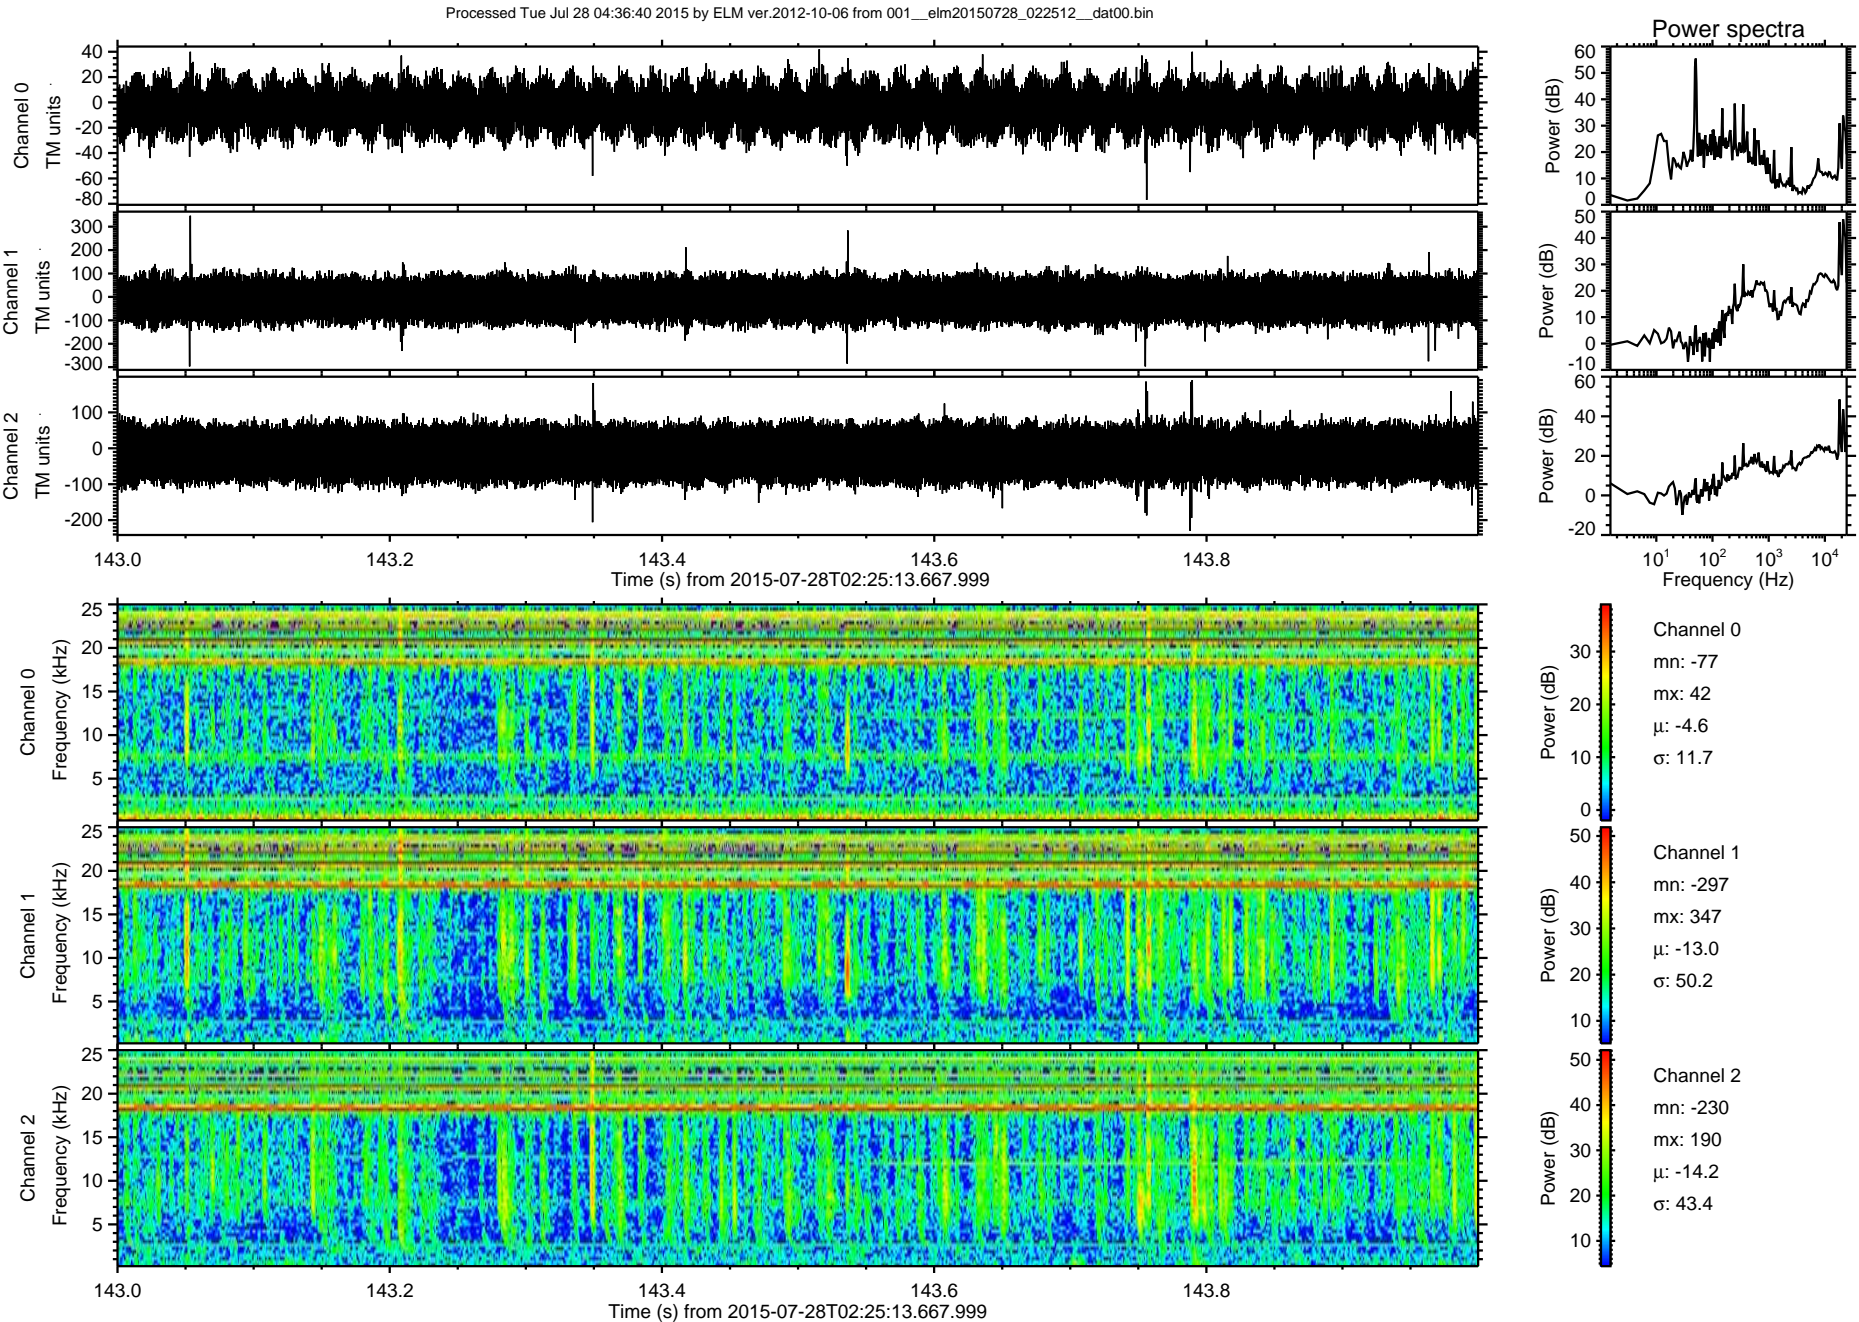 Processed Tue Jul 28 04:36:40 2015 by ELM ver.2012-10-06 from 001__elm20150728_022512__dat00.bin
Power spectra
Channel 0
TM units
40
20
0
-20
-40
-60
-80
Power (dB)
60
50
40
30
20
10
0
Channel 1
TM units
300
200
100
0
-100
-200
-300
Power (dB)
50
40
30
20
10
0
-10
Channel 2
TM units
100
0
-100
-200
Power (dB)
60
40
20
0
-20
143.0 143.2 143.4 143.6 143.8
Time (s) from 2015-07-28T02:25:13.667.999
10^1 10^2 10^3 10^4
Frequency (Hz)
Channel 0
Frequency (kHz)
25
20
15
10
5
Power (dB)
30
20
10
0
Channel 0
mn: -77
mx: 42
μ: -4.6
σ: 11.7
Channel 1
Frequency (kHz)
25
20
15
10
5
Power (dB)
50
40
30
20
10
Channel 1
mn: -297
mx: 347
μ: -13.0
σ: 50.2
Channel 2
Frequency (kHz)
25
20
15
10
5
Power (dB)
50
40
30
20
10
Channel 2
mn: -230
mx: 190
μ: -14.2
σ: 43.4
143.0 143.2 143.4 143.6 143.8
Time (s) from 2015-07-28T02:25:13.667.999